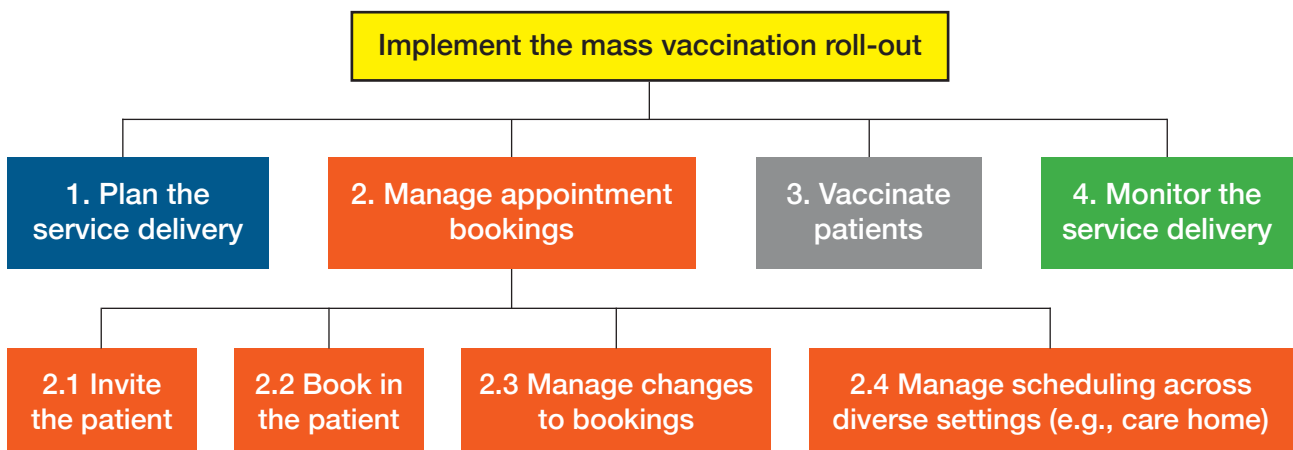 Implement the mass vaccination roll-out
1. Plan the
service delivery
2. Manage appointment
bookings
3. Vaccinate
patients
4. Monitor the
service delivery
2.1 Invite
the patient
2.2 Book in
the patient
2.3 Manage changes
to bookings
2.4 Manage scheduling across
diverse settings (e.g., care home)